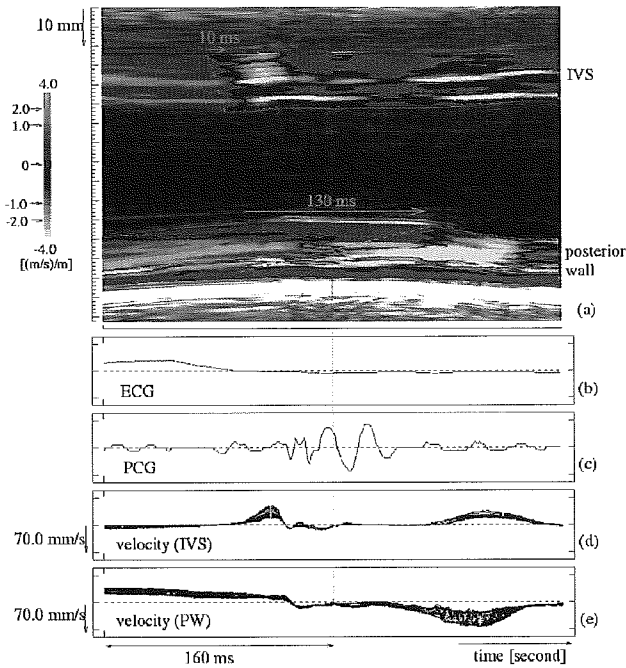 10 mm
10 ms
IVS
4.0
2.0
1.0
0
-1.0
-2.0
-4.0
[(m/s)/m]
130 ms
posterior
wall
(a)
ECG
(b)
PCG
(c)
70.0 mm/s
velocity (IVS)
(d)
70.0 mm/s
velocity (PW)
(e)
160 ms
time [second]